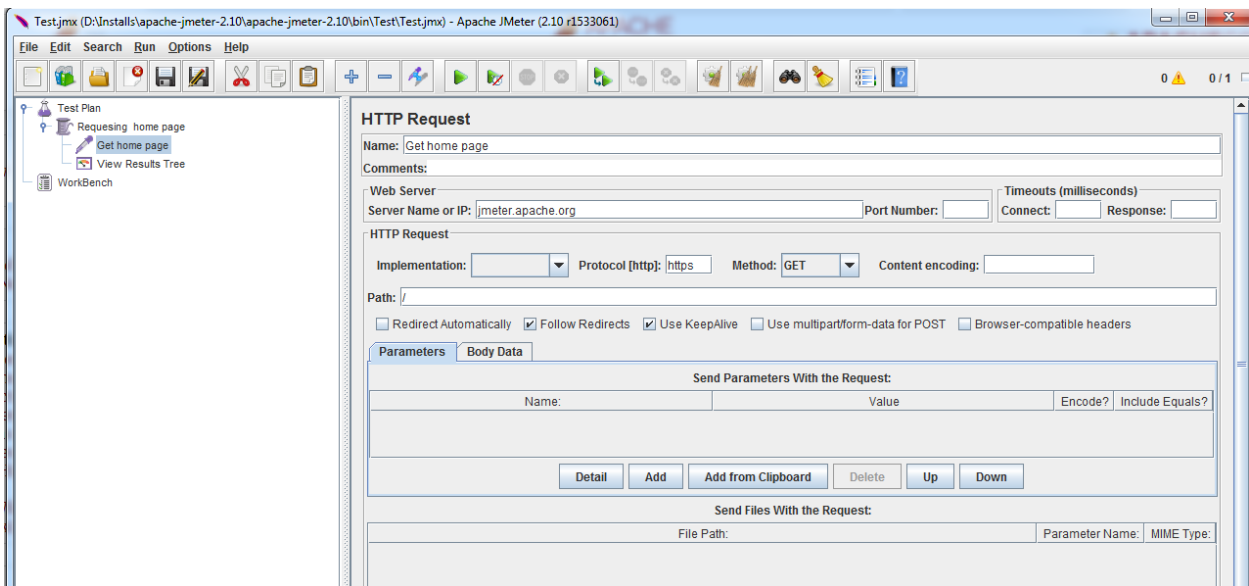 Test.jmx (D:\Installs\apache-jmeter-2.10\apache-jmeter-2.10\bin\Test\Test.jmx) - Apache JMeter (2.10 r1533061)
File Edit Search Run Options Help
0 0 / 1
Test Plan
Requesing home page
Get home page
View Results Tree
WorkBench
HTTP Request
Name: Get home page
Comments:
Web Server Timeouts (milliseconds)
Server Name or IP: jmeter.apache.org Port Number: Connect: Response:
HTTP Request
Implementation: Protocol [http]: https Method: GET Content encoding:
Path: /
Redirect Automatically Follow Redirects Use KeepAlive Use multipart/form-data for POST Browser-compatible headers
Parameters Body Data
Send Parameters With the Request:
Name: Value Encode? Include Equals?
Detail Add Add from Clipboard Delete Up Down
Send Files With the Request:
File Path: Parameter Name: MIME Type: